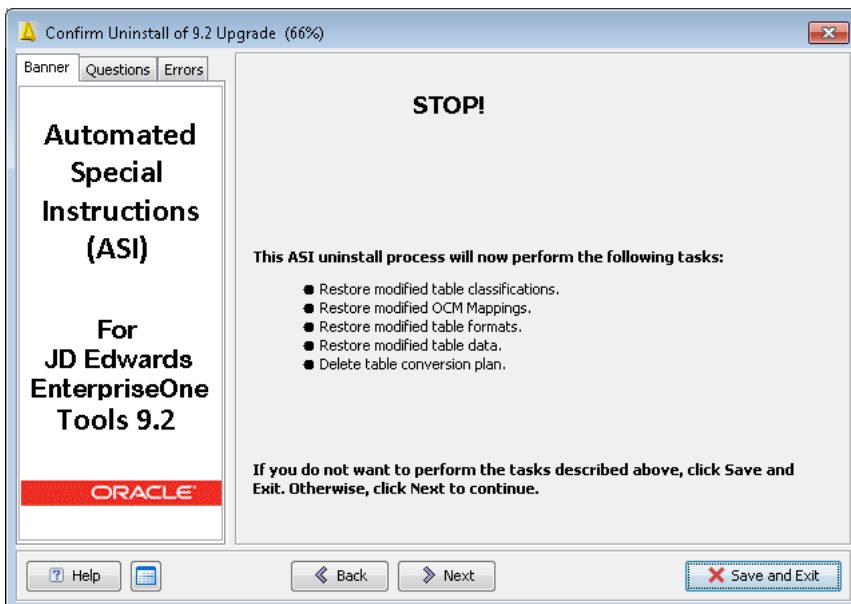 Confirm Uninstall of 9.2 Upgrade (66%)
Banner Questions Errors
Automated
Special
Instructions
(ASI)
For
JD Edwards
EnterpriseOne
Tools 9.2
ORACLE
STOP!
This ASI uninstall process will now perform the following tasks:
● Restore modified table classifications.
● Restore modified OCM Mappings.
● Restore modified table formats.
● Restore modified table data.
● Delete table conversion plan.
If you do not want to perform the tasks described above, click Save and
Exit. Otherwise, click Next to continue.
Help Back Next Save and Exit